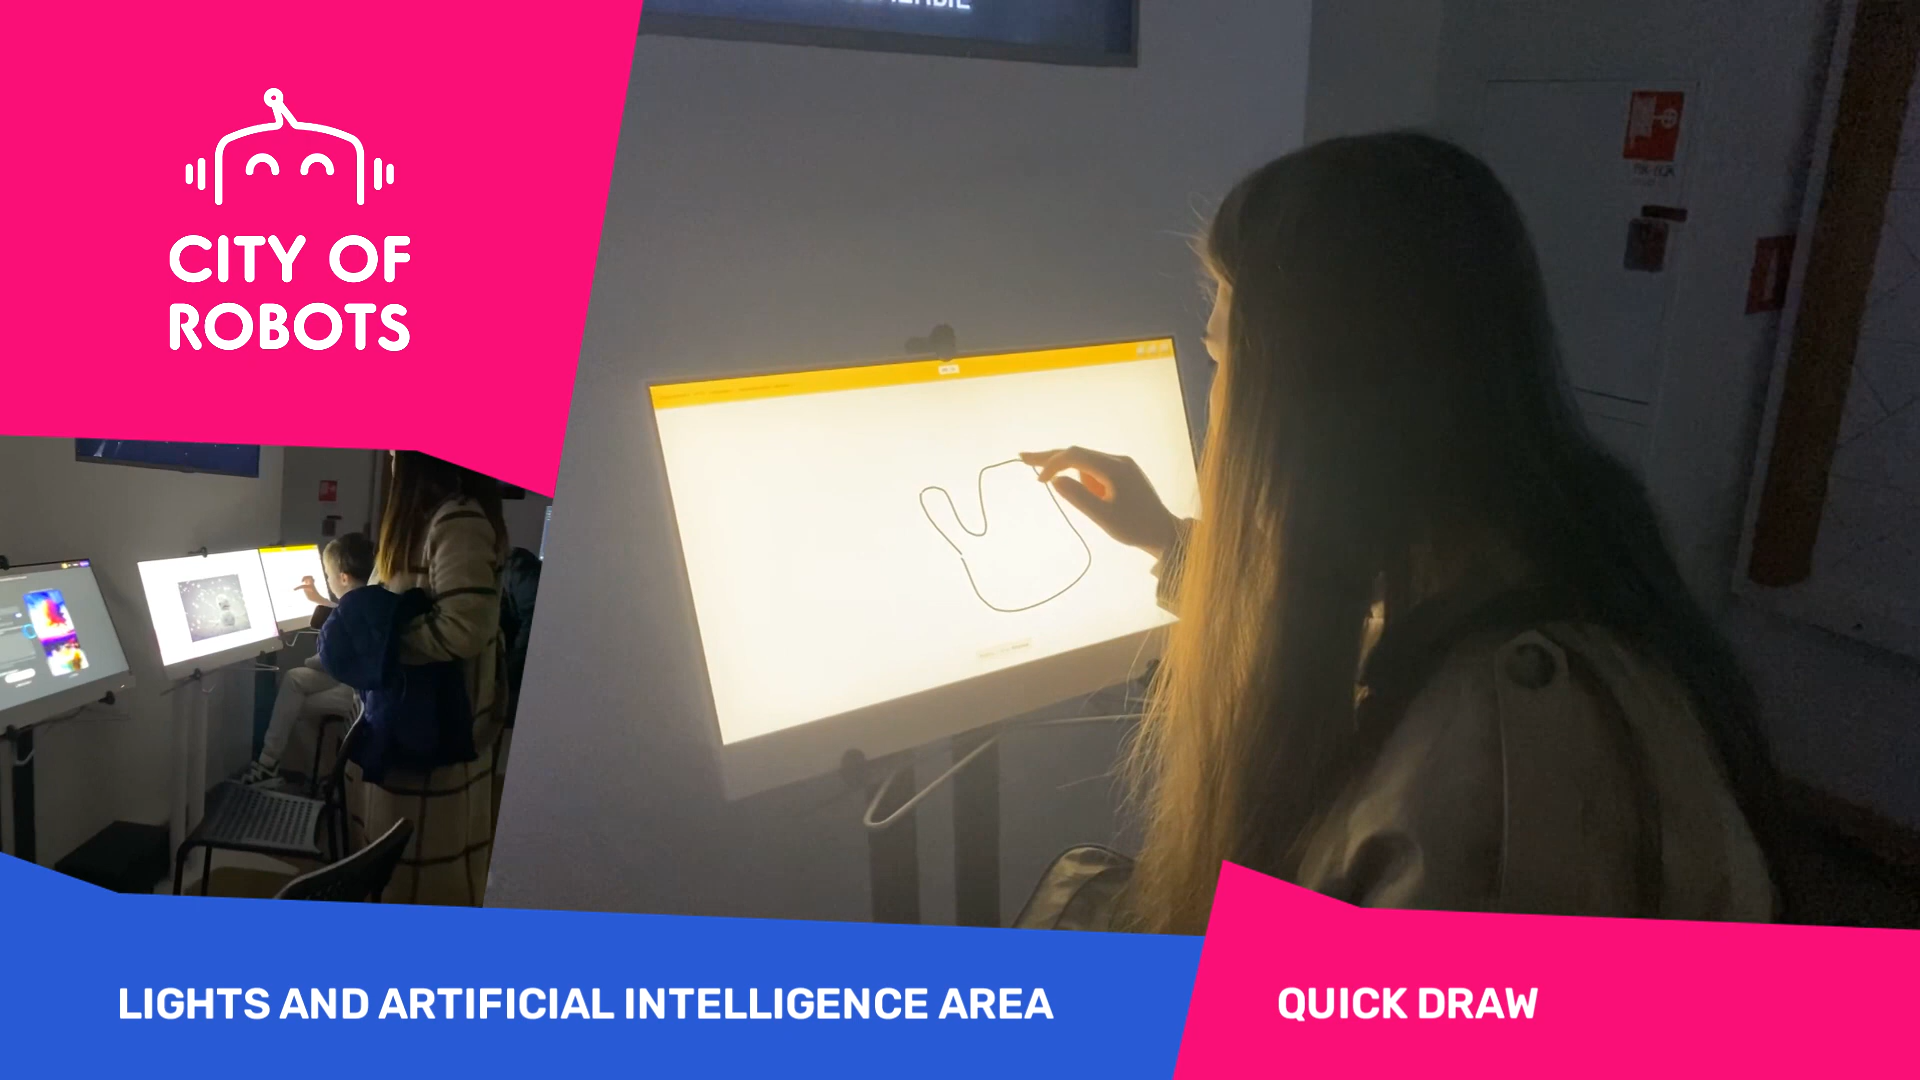 CITY OF
ROBOTS
LIGHTS AND ARTIFICIAL INTELLIGENCE AREA
QUICK DRAW